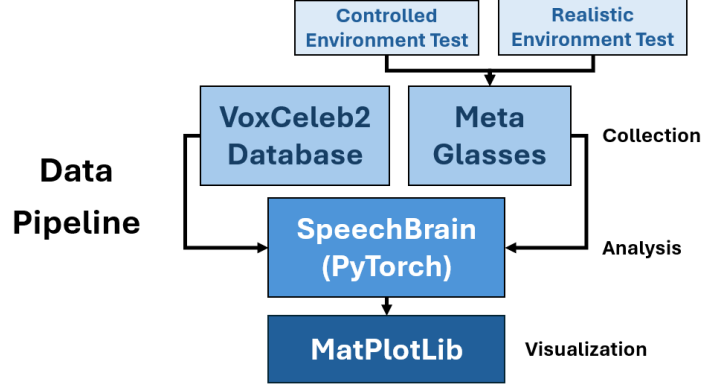 Controlled
Environment Test
Realistic
Environment Test
VoxCeleb2
Database
Meta
Glasses
Collection
Data
Pipeline
SpeechBrain
(PyTorch)
Analysis
MatPlotLib
Visualization